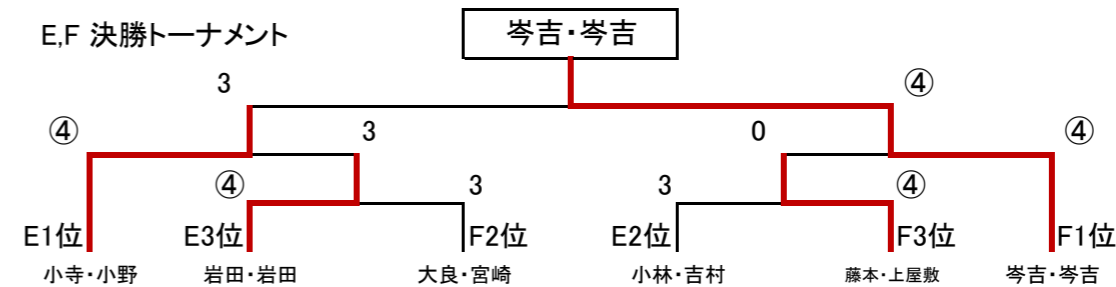 E,F 決勝トーナメント
岑吉・岑吉
3
④
④
3
0
④
④
3
3
④
E1位
E3位
F2位
E2位
F3位
F1位
小寺・小野
岩田・岩田
大良・宮崎
小林・吉村
藤本・上屋敷
岑吉・岑吉